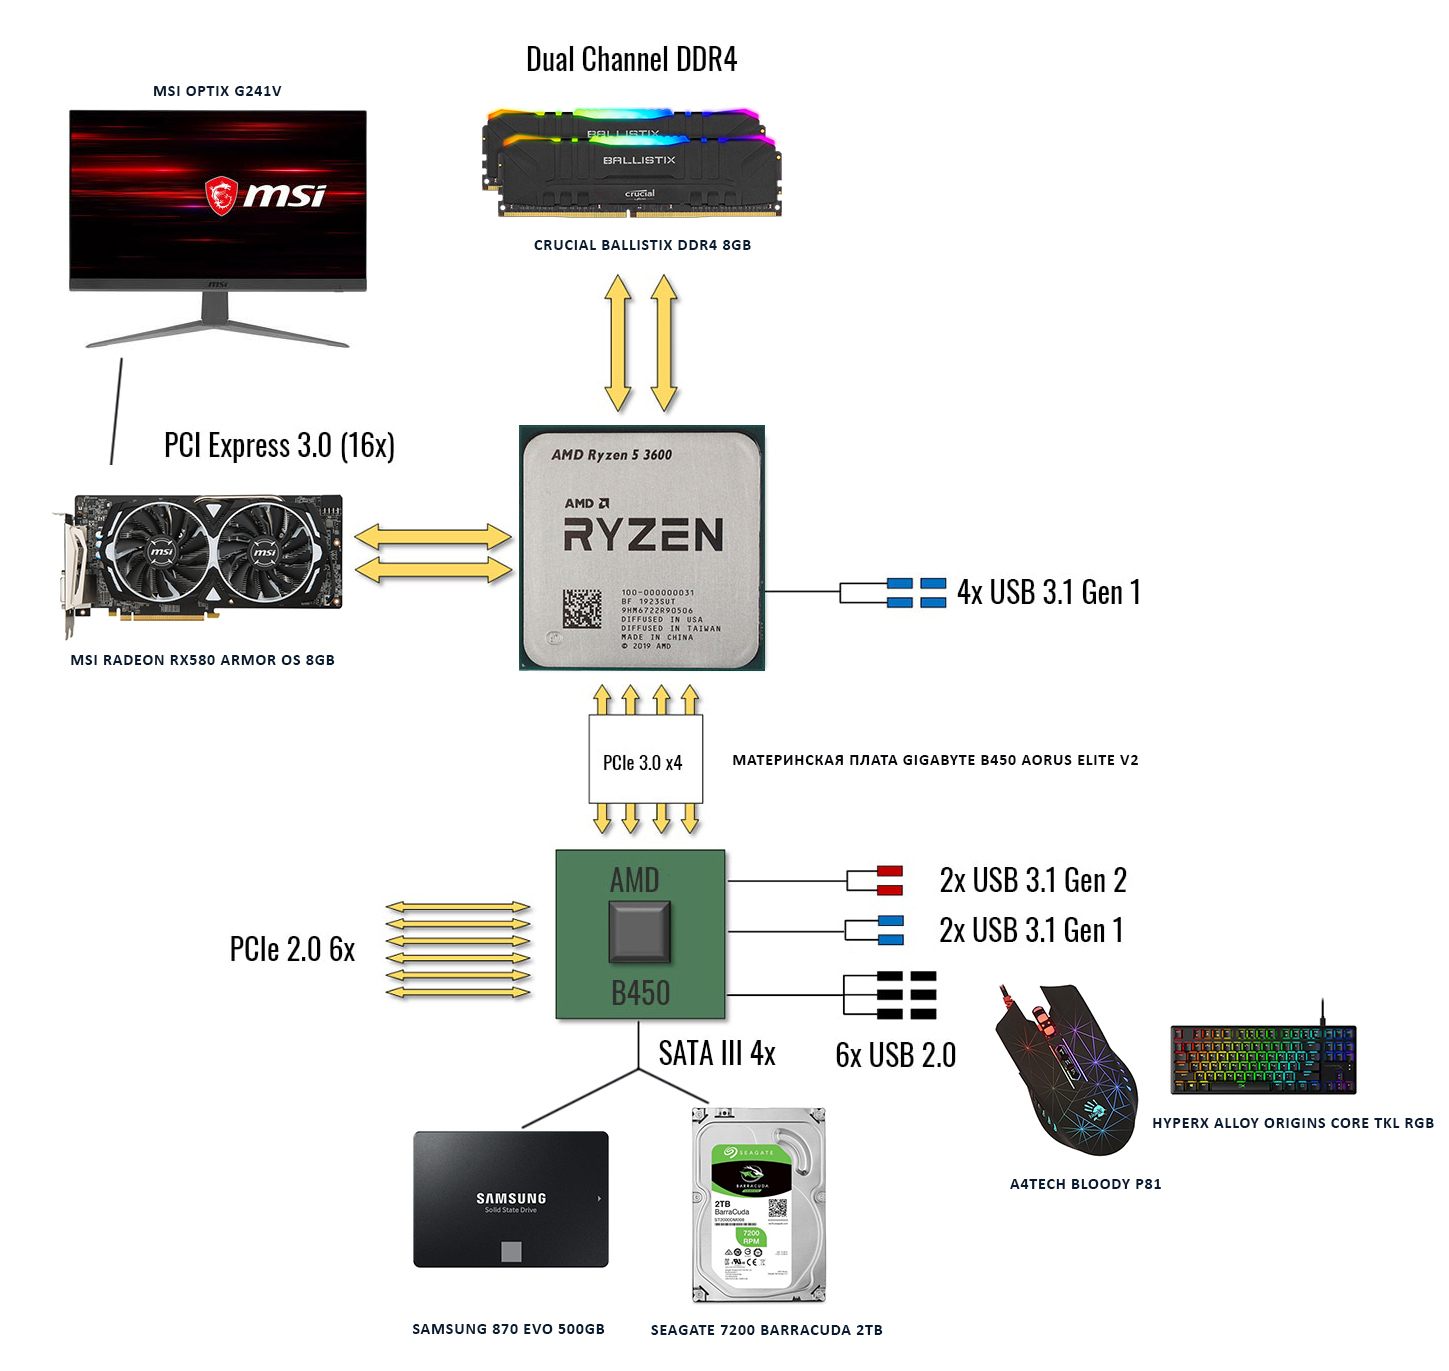 Dual Channel DDR4
MSI OPTIX G241V
msi
msi
BALLISTIX
BALLISTIX
crucial
CRUCIAL BALLISTIX DDR4 8GB
PCI Express 3.0 (16x)
AMD Ryzen 5 3600
AMD
RYZEN
100-000000031
BF 1923SUT
9HM6722R90506
DIFFUSED IN USA
DIFFUSED IN TAIWAN
MADE IN CHINA
© 2019 AMD
msi
msi
MSI RADEON RX580 ARMOR OS 8GB
4x USB 3.1 Gen 1
PCIe 3.0 x4
МАТЕРИНСКАЯ ПЛАТА GIGABYTE B450 AORUS ELITE V2
AMD
B450
2x USB 3.1 Gen 2
2x USB 3.1 Gen 1
PCIe 2.0 6x
SATA III 4x
6x USB 2.0
HYPERX ALLOY ORIGINS CORE TKL RGB
A4TECH BLOODY P81
SAMSUNG
Solid State Drive
SEAGATE
BARRACUDA
2TB
BarraCuda
7200
RPM
SAMSUNG 870 EVO 500GB
SEAGATE 7200 BARRACUDA 2TB